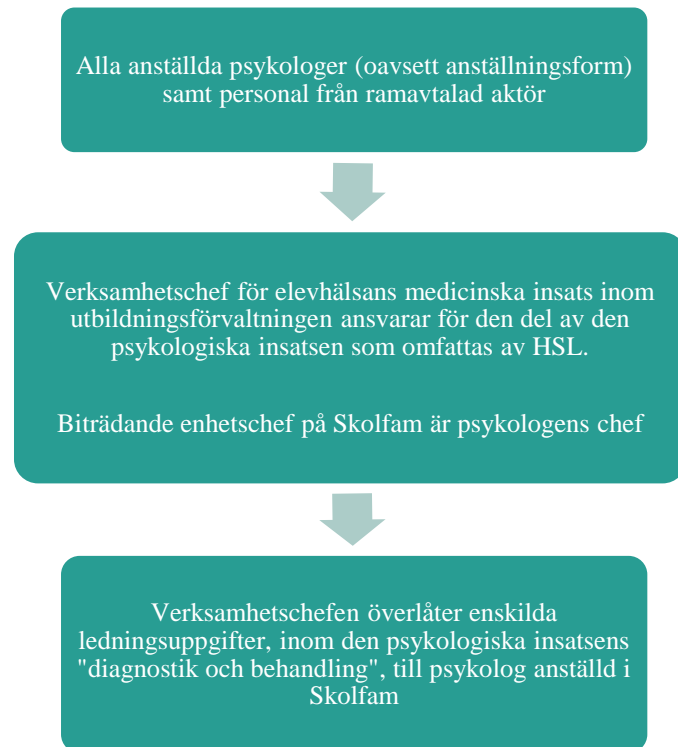 Alla anställda psykologer (oavsett anställningsform)
samt personal från ramavtalad aktör
Verksamhetschef för elevhälsans medicinska insats inom
utbildningsförvaltningen ansvarar för den del av den
psykologiska insatsen som omfattas av HSL.
Biträdande enhetschef på Skolfam är psykologens chef
Verksamhetschefen överlåter enskilda
ledningsuppgifter, inom den psykologiska insatsens
"diagnostik och behandling", till psykolog anställd i
Skolfam